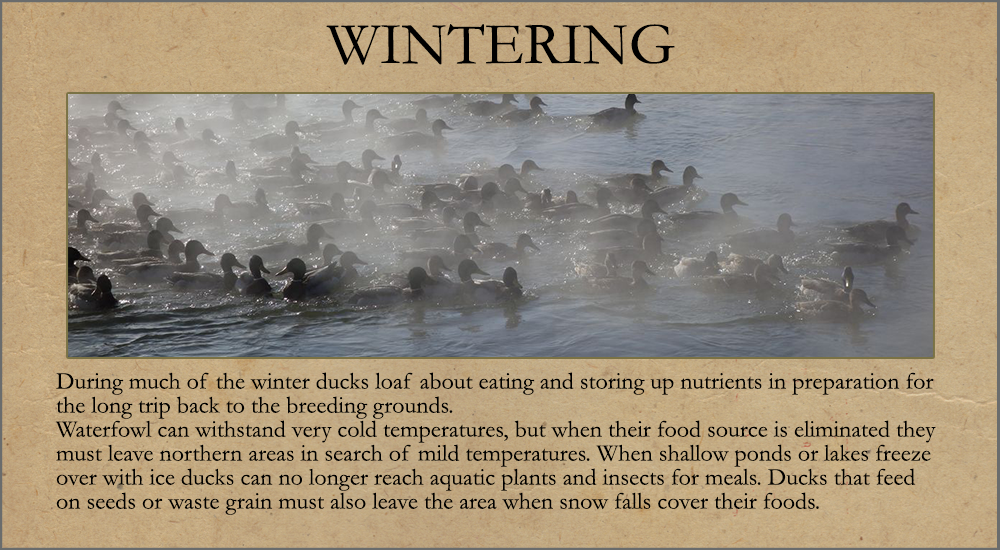 WINTERING
During much of the winter ducks loaf about eating and storing up nutrients in preparation for
the long trip back to the breeding grounds.
Waterfowl can withstand very cold temperatures, but when their food source is eliminated they
must leave northern areas in search of mild temperatures. When shallow ponds or lakes freeze
over with ice ducks can no longer reach aquatic plants and insects for meals. Ducks that feed
on seeds or waste grain must also leave the area when snow falls cover their foods.